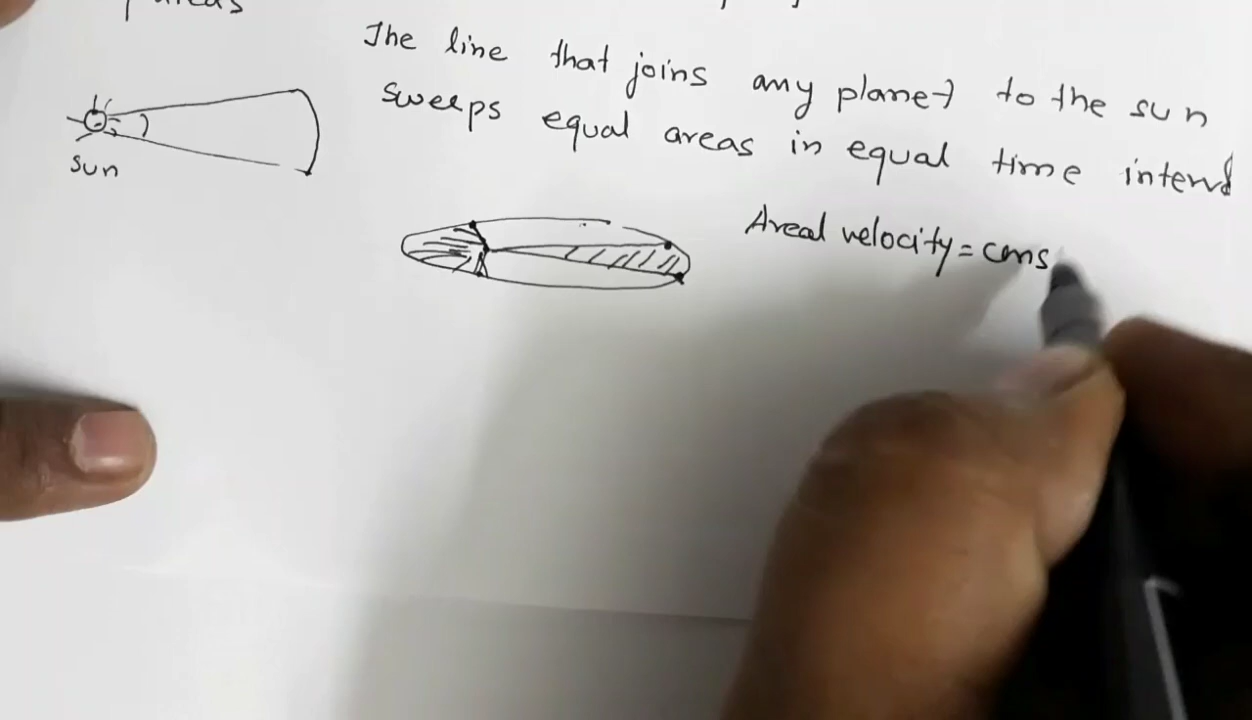 areas
The line that joins any planet to the sun
sweeps equal areas in equal time
Sun
Areal velocity = cons